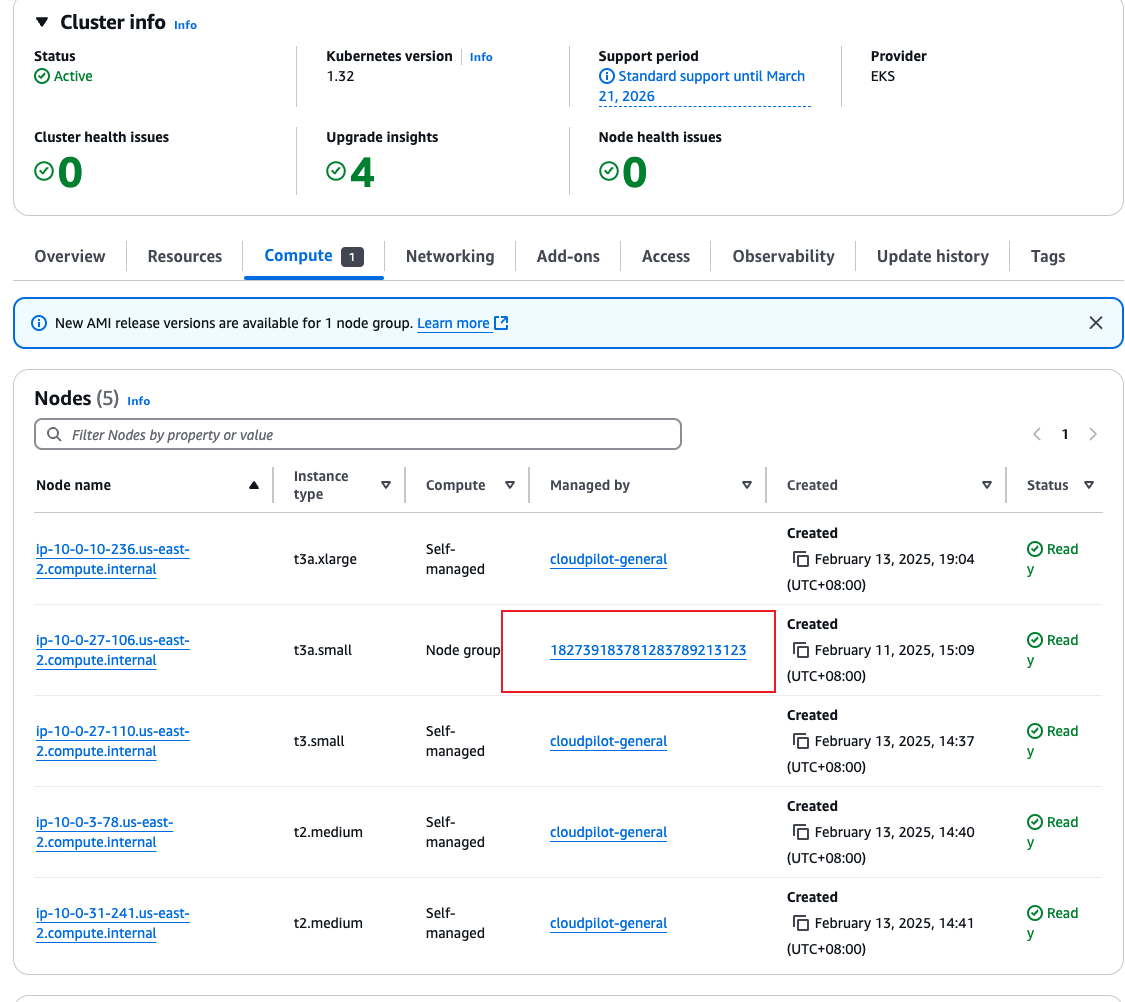 Cluster info Info
Status
Active
Kubernetes version Info
1.32
Support period
Standard support until March
21, 2026
Provider
EKS
Cluster health issues
0
Upgrade insights
4
Node health issues
0
Overview Resources Compute 1 Networking Add-ons Access Observability Update history Tags
New AMI release versions are available for 1 node group. Learn more
Nodes (5) Info
Filter Nodes by property or value
1
Node name
Instance
type
Compute
Managed by
Created
Status
ip-10-0-10-236.us-east-
2.compute.internal
t3a.xlarge
Self-
managed
cloudpilot-general
Created
February 13, 2025, 19:04
(UTC+08:00)
Read
y
ip-10-0-27-106.us-east-
2.compute.internal
t3a.small
Node group
182739183781283789213123
Created
February 11, 2025, 15:09
(UTC+08:00)
Read
y
ip-10-0-27-110.us-east-
2.compute.internal
t3.small
Self-
managed
cloudpilot-general
Created
February 13, 2025, 14:37
(UTC+08:00)
Read
y
ip-10-0-3-78.us-east-
2.compute.internal
t2.medium
Self-
managed
cloudpilot-general
Created
February 13, 2025, 14:40
(UTC+08:00)
Read
y
ip-10-0-31-241.us-east-
2.compute.internal
t2.medium
Self-
managed
cloudpilot-general
Created
February 13, 2025, 14:41
(UTC+08:00)
Read
y